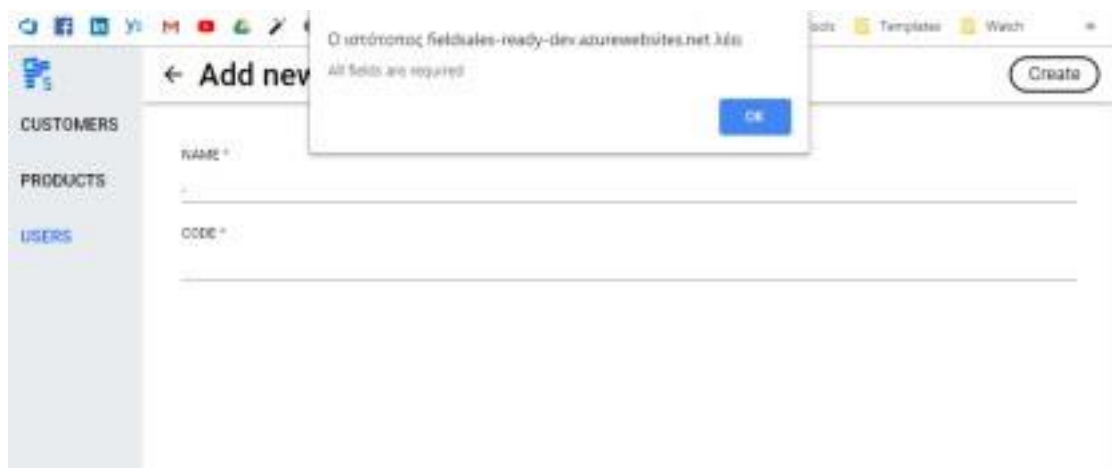 Templates
Watch
Ο ιστότοπος fieldsales-ready-dev.azurewebsites.net λέει
All fields are required
OK
← Add new
Create
CUSTOMERS
PRODUCTS
USERS
NAME *
CODE *